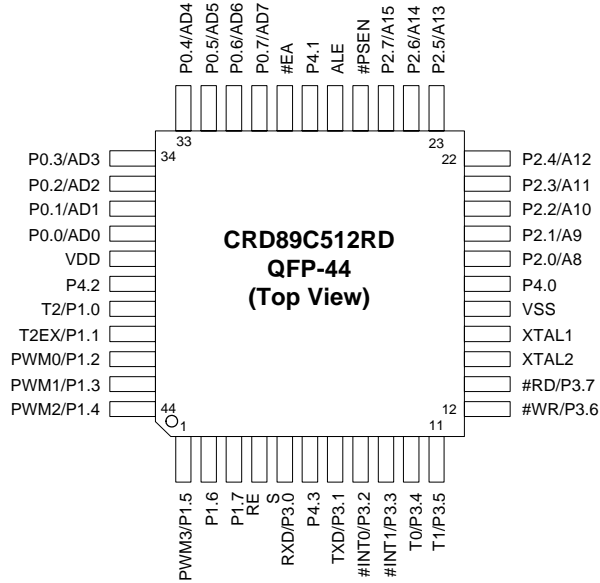 P0.4/AD4
P0.5/AD5
P0.6/AD6
P0.7/AD7
#EA
P4.1
ALE
#PSEN
P2.7/A15
P2.6/A14
P2.5/A13
33
23
34
22
P0.3/AD3
P0.2/AD2
P0.1/AD1
P0.0/AD0
VDD
P4.2
T2/P1.0
T2EX/P1.1
PWM0/P1.2
PWM1/P1.3
PWM2/P1.4
CRD89C512RD
QFP-44
(Top View)
P2.4/A12
P2.3/A11
P2.2/A10
P2.1/A9
P2.0/A8
P4.0
VSS
XTAL1
XTAL2
#RD/P3.7
#WR/P3.6
44
12
1
11
PWM3/P1.5
P1.6
P1.7
RE
S
RXD/P3.0
P4.3
TXD/P3.1
#INT0/P3.2
#INT1/P3.3
T0/P3.4
T1/P3.5